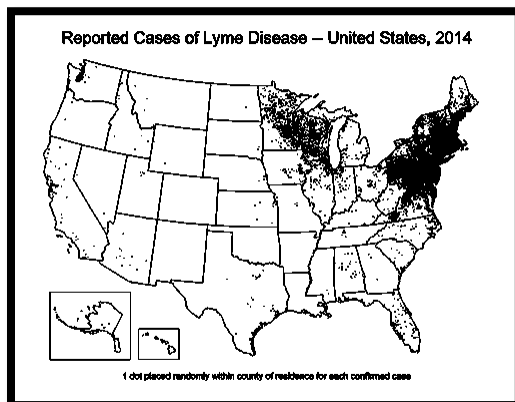 Reported Cases of Lyme Disease – United States, 2014
1 dot placed randomly within county of residence for each confirmed case